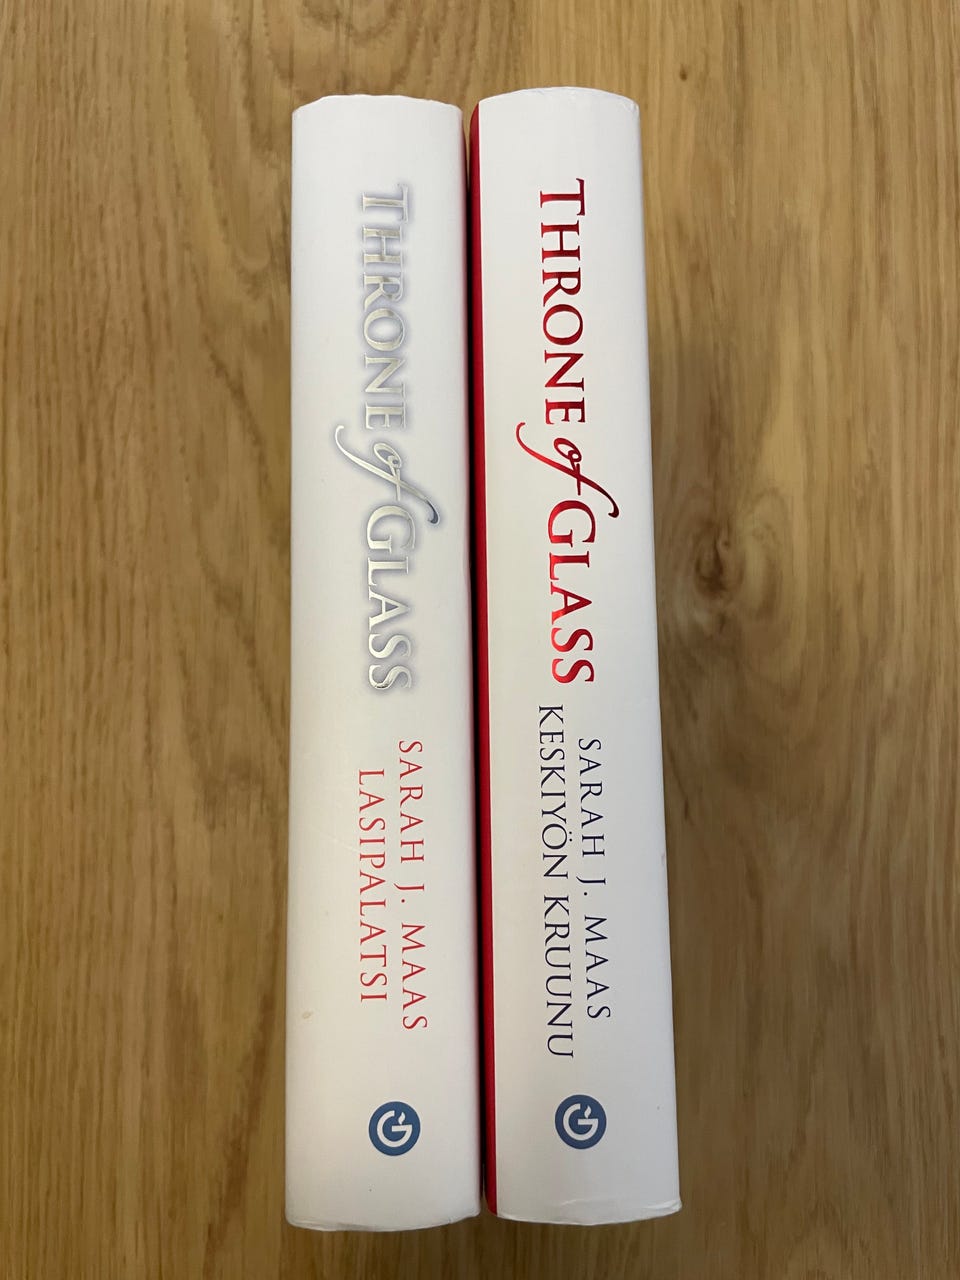 THRONE of GLASS
SARAH J. MAAS
LASIPALATSI
G
THRONE of GLASS
SARAH J. MAAS
KESKIYÖN KRUUNU
G